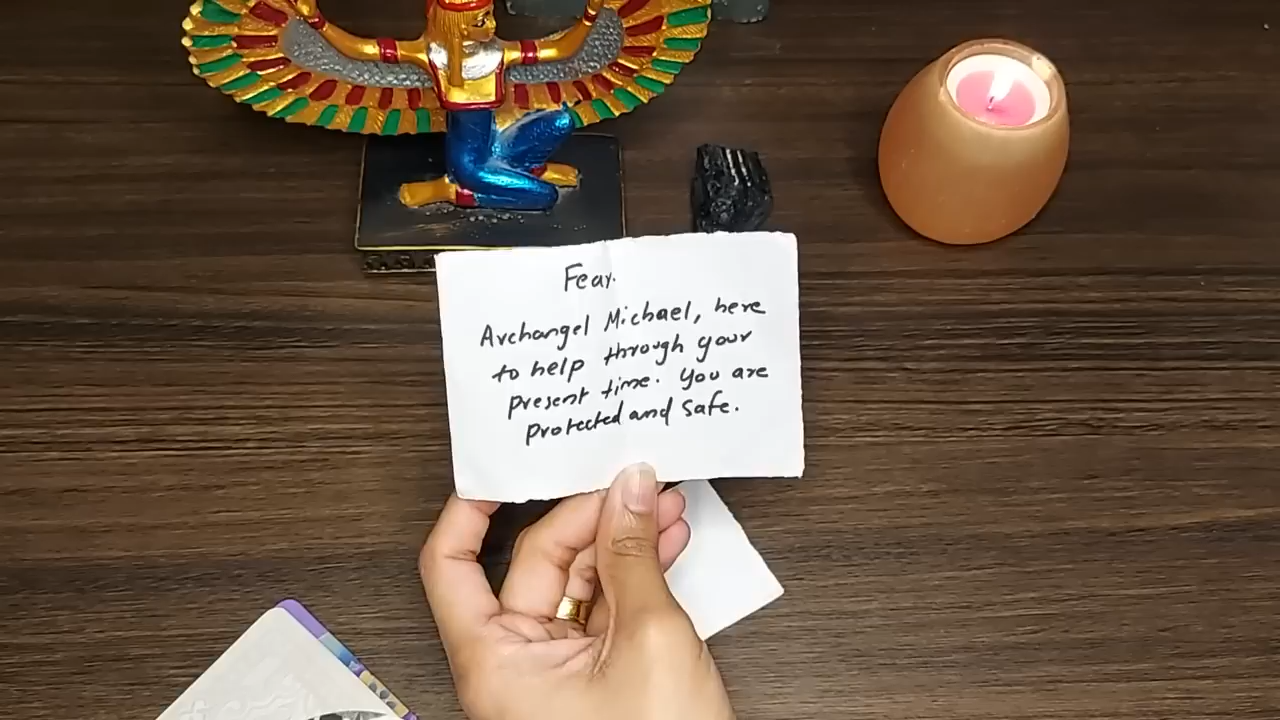 Fear.
Archangel Michael, here
to help through your
present time. You are
Protected and Safe.